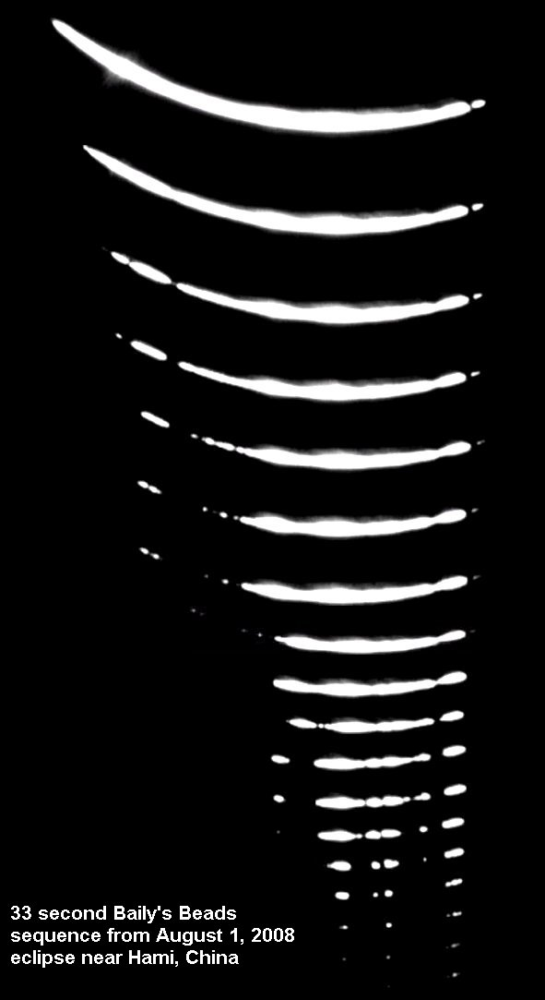 33 second Baily's Beads
sequence from August 1, 2008
eclipse near Hami, China